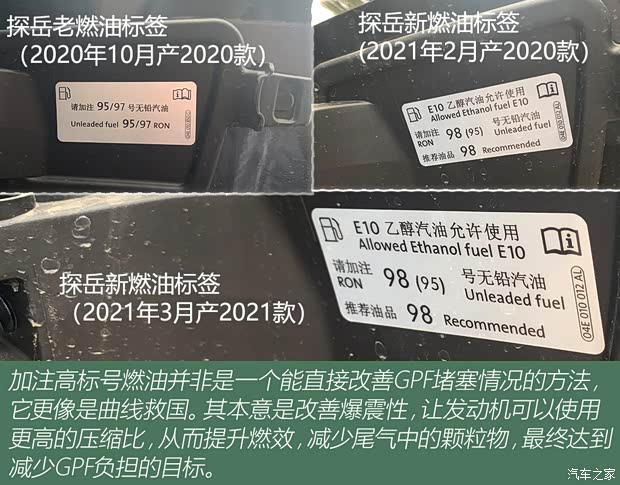 探岳老燃油标签
（2020年10月产2020款）
请加注 95/97 号无铅汽油
Unleaded fuel 95/97 RON
探岳新燃油标签
（2021年2月产2020款）
E10 乙醇汽油允许使用
Allowed Ethanol fuel E10
请加注 98 (95) 号无铅汽油
RON Unleaded fuel
推荐油品 98 Recommended
04E 010 012 AL
探岳新燃油标签
（2021年3月产2021款）
E10 乙醇汽油允许使用
Allowed Ethanol fuel E10
请加注 98 (95) 号无铅汽油
RON Unleaded fuel
推荐油品 98 Recommended
04E 010 012 AL
加注高标号燃油并非是一个能直接改善GPF堵塞情况的方法，
它更像是曲线救国。其本意是改善爆震性，让发动机可以使用
更高的压缩比，从而提升燃效，减少尾气中的颗粒物，最终达到
减少GPF负担的目标。
汽车之家